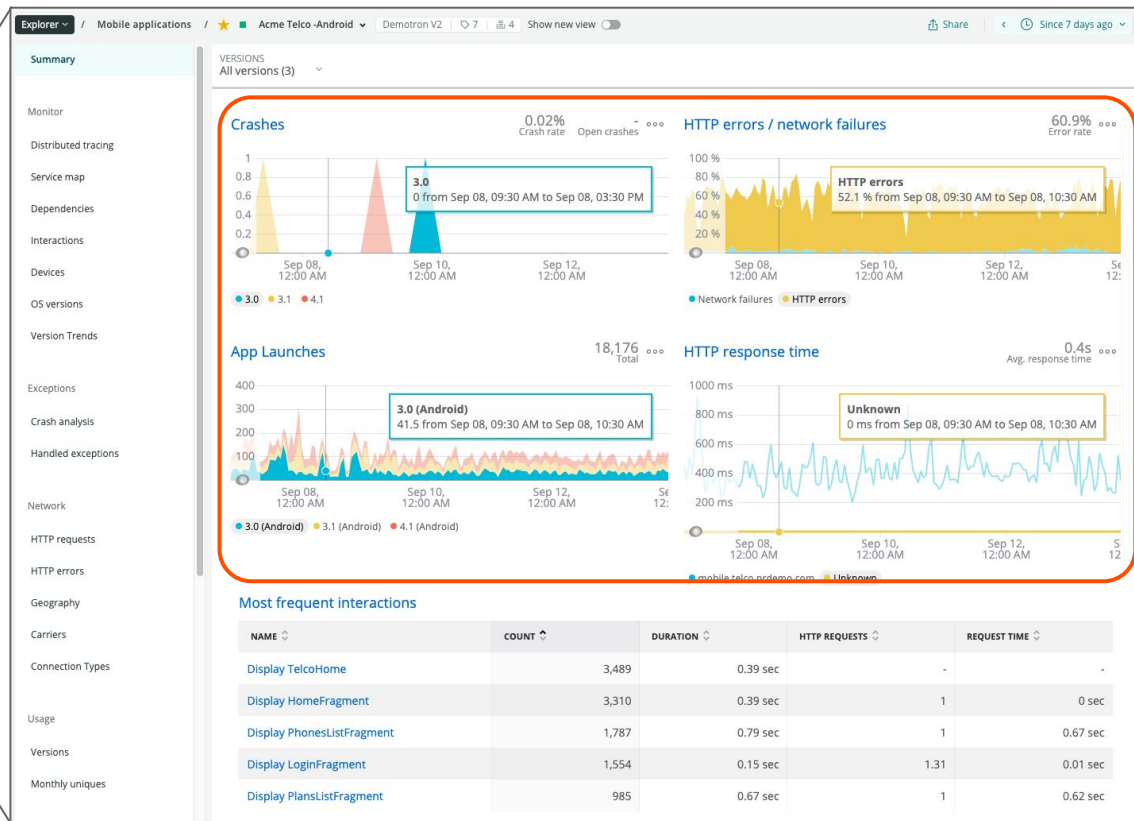 Explorer / Mobile applications / Acme Telco -Android Demotron V2 7 4 Show new view Share Since 7 days ago
Summary
Monitor
Distributed tracing
Service map
Dependencies
Interactions
Devices
OS versions
Version Trends
Exceptions
Crash analysis
Handled exceptions
Network
HTTP requests
HTTP errors
Geography
Carriers
Connection Types
Usage
Versions
Monthly uniques
VERSIONS
All versions (3)
Crashes
0.02%
Crash rate
-
Open crashes
1
0.8
0.6
0.4
0.2
3.0
0 from Sep 08, 09:30 AM to Sep 08, 03:30 PM
Sep 08, 12:00 AM
Sep 10, 12:00 AM
Sep 12, 12:00 AM
3.0 3.1 4.1
HTTP errors / network failures
60.9%
Error rate
100 %
80 %
60 %
40 %
20 %
HTTP errors
52.1 % from Sep 08, 09:30 AM to Sep 08, 10:30 AM
Sep 08, 12:00 AM
Sep 10, 12:00 AM
Sep 12, 12:00 AM
Se
12:
Network failures HTTP errors
App Launches
18,176
Total
400
300
200
100
3.0 (Android)
41.5 from Sep 08, 09:30 AM to Sep 08, 10:30 AM
Sep 08, 12:00 AM
Sep 10, 12:00 AM
Sep 12, 12:00 AM
Se
12:
3.0 (Android) 3.1 (Android) 4.1 (Android)
HTTP response time
0.4s
Avg. response time
1000 ms
800 ms
600 ms
400 ms
200 ms
Unknown
0 ms from Sep 08, 09:30 AM to Sep 08, 10:30 AM
Sep 08, 12:00 AM
Sep 10, 12:00 AM
Sep 12, 12:00 AM
S
12
mobile.telco.nrdemo.com Unknown
Most frequent interactions
NAME COUNT DURATION HTTP REQUESTS REQUEST TIME
Display TelcoHome 3,489 0.39 sec - -
Display HomeFragment 3,310 0.39 sec 1 0 sec
Display PhonesListFragment 1,787 0.79 sec 1 0.67 sec
Display LoginFragment 1,554 0.15 sec 1.31 0.01 sec
Display PlansListFragment 985 0.67 sec 1 0.62 sec